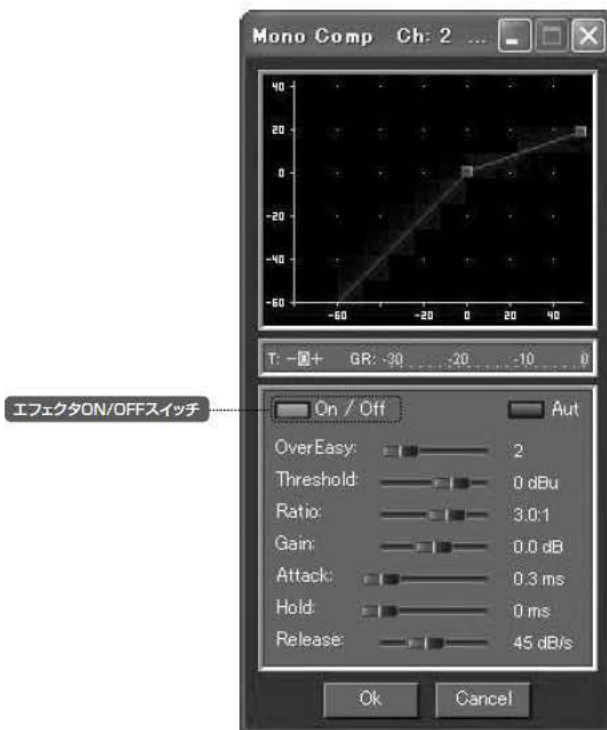 Mono Comp Ch: 2 ...
40
20
0
-20
-40
-60
-60 -20 0 20 40
T: -0+ GR: -30 -20 -10 0
エフェクタON/OFFスイッチ
On / Off Aut
OverEasy: 2
Threshold: 0 dBu
Ratio: 3.0:1
Gain: 0.0 dB
Attack: 0.3 ms
Hold: 0 ms
Release: 45 dB/s
Ok Cancel